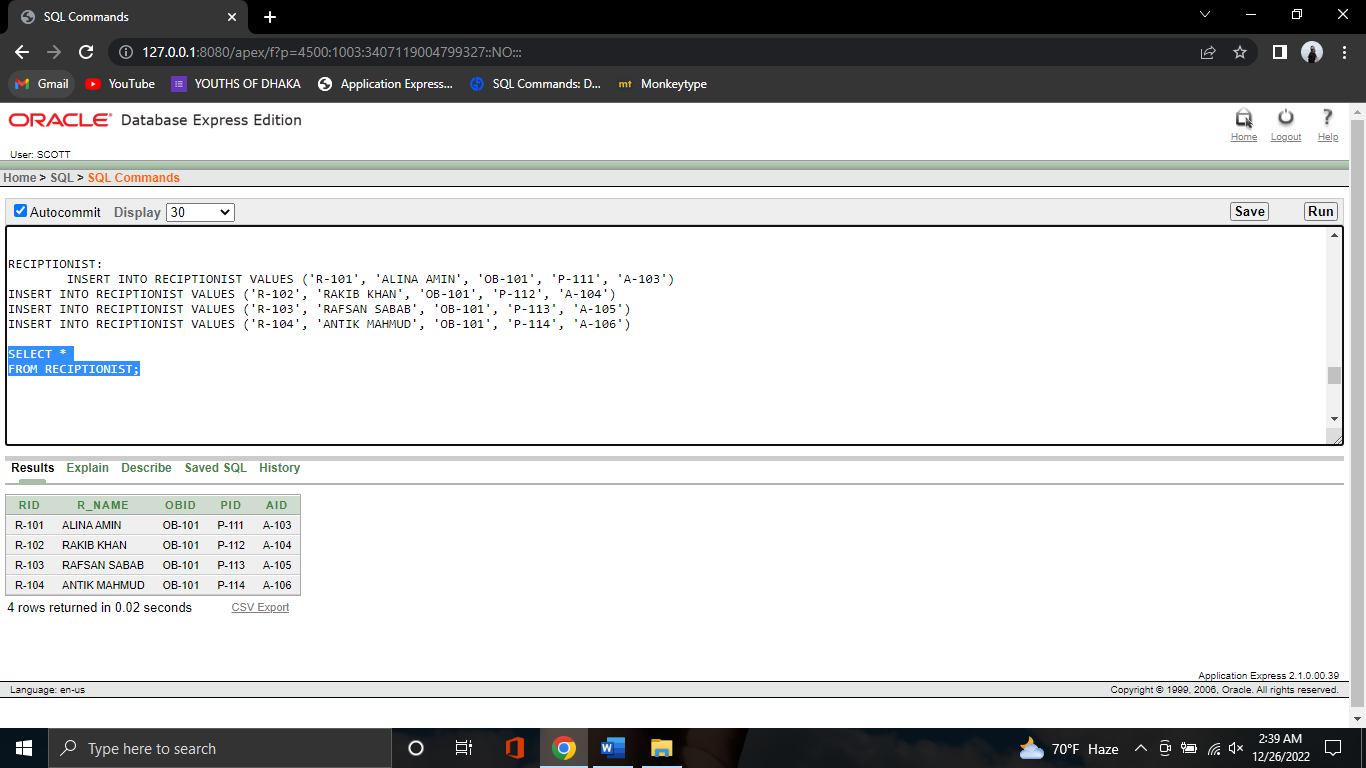 SQL Commands
127.0.0.1:8080/apex/f?p=4500:1003:3407119004799327::NO:::
Gmail YouTube YOUTHS OF DHAKA Application Express... SQL Commands: D... mt Monkeytype
ORACLE Database Express Edition
Home Logout Help
User: SCOTT
Home > SQL > SQL Commands
Autocommit Display 30 Save Run
RECIPTIONIST:
INSERT INTO RECIPTIONIST VALUES ('R-101', 'ALINA AMIN', 'OB-101', 'P-111', 'A-103')
INSERT INTO RECIPTIONIST VALUES ('R-102', 'RAKIB KHAN', 'OB-101', 'P-112', 'A-104')
INSERT INTO RECIPTIONIST VALUES ('R-103', 'RAFSAN SABAB', 'OB-101', 'P-113', 'A-105')
INSERT INTO RECIPTIONIST VALUES ('R-104', 'ANTIK MAHMUD', 'OB-101', 'P-114', 'A-106')
SELECT *
FROM RECIPTIONIST;
Results Explain Describe Saved SQL History
RID R_NAME OBID PID AID
R-101 ALINA AMIN OB-101 P-111 A-103
R-102 RAKIB KHAN OB-101 P-112 A-104
R-103 RAFSAN SABAB OB-101 P-113 A-105
R-104 ANTIK MAHMUD OB-101 P-114 A-106
4 rows returned in 0.02 seconds CSV Export
Application Express 2.1.0.00.39
Language: en-us Copyright © 1999, 2006, Oracle. All rights reserved.
Type here to search 70°F Haze 2:39 AM
12/26/2022